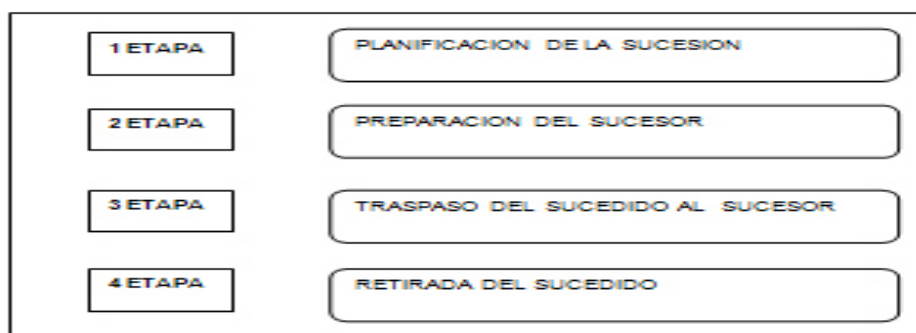 1 ETAPA PLANIFICACION DE LA SUCESION
2 ETAPA PREPARACION DEL SUCESOR
3 ETAPA TRASPASO DEL SUCEDIDO AL SUCESOR
4 ETAPA RETIRADA DEL SUCEDIDO